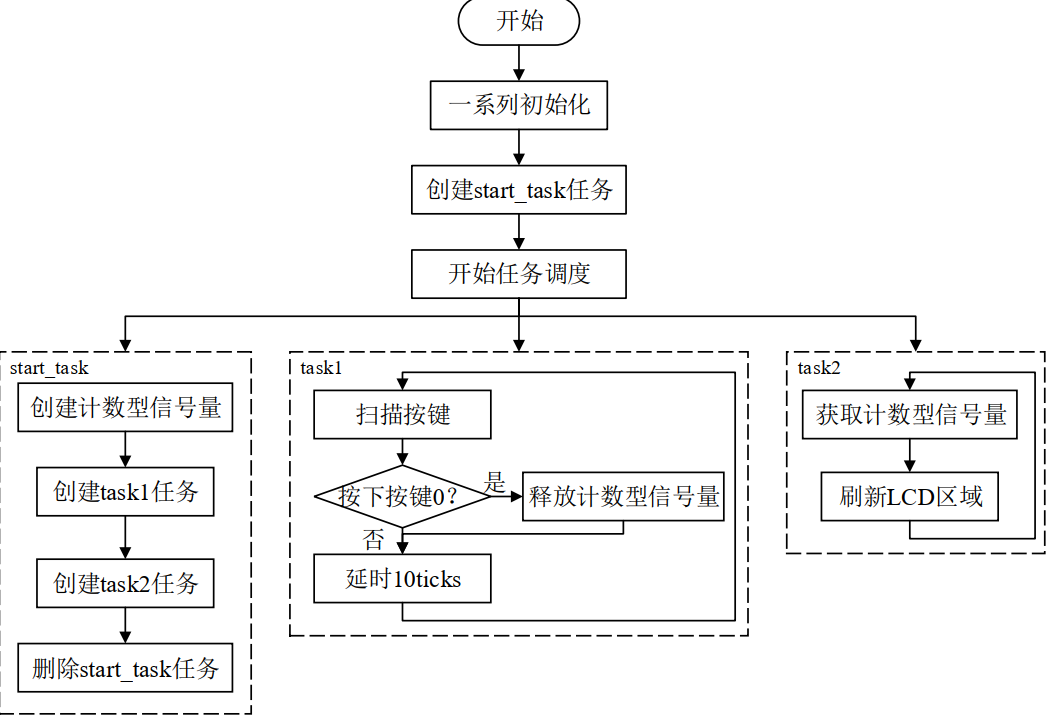 开始
一系列初始化
创建start_task任务
开始任务调度
start_task
创建计数型信号量
创建task1任务
创建task2任务
删除start_task任务
task1
扫描按键
按下按键0？
是
释放计数型信号量
否
延时10ticks
task2
获取计数型信号量
刷新LCD区域